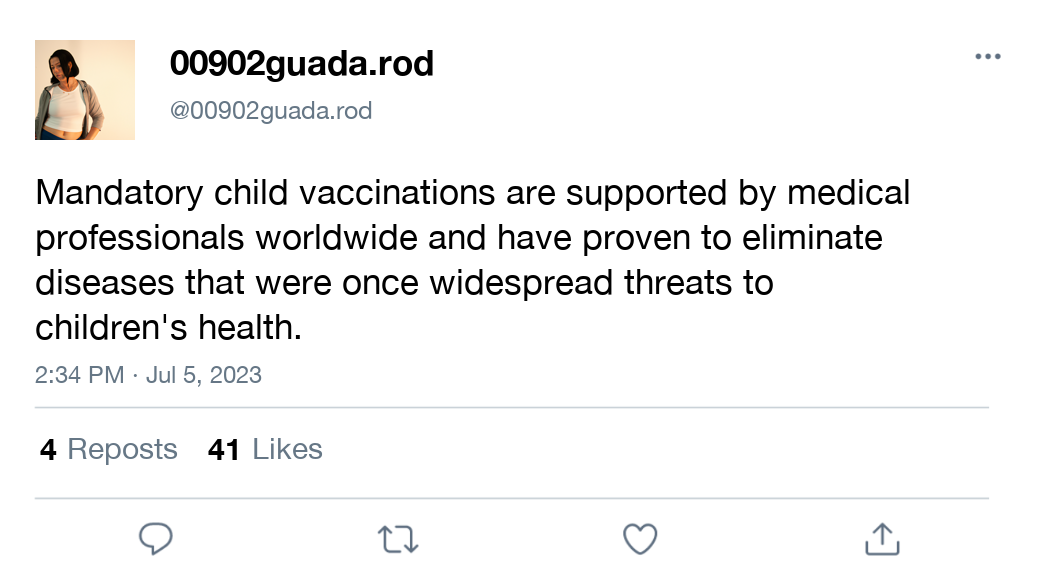 00902guada.rod
@00902guada.rod
Mandatory child vaccinations are supported by medical
professionals worldwide and have proven to eliminate
diseases that were once widespread threats to
children's health.
2:34 PM · Jul 5, 2023
4 Reposts 41 Likes